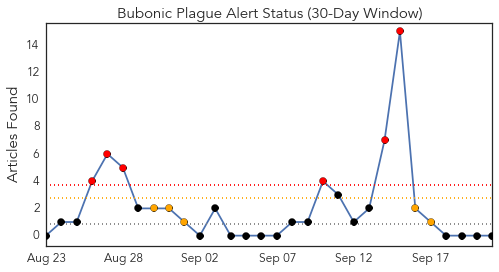 Bubonic Plague Alert Status (30-Day Window)
Articles Found
14
12
10
8
6
4
2
0
Aug 23 Aug 28 Sep 02 Sep 07 Sep 12 Sep 17